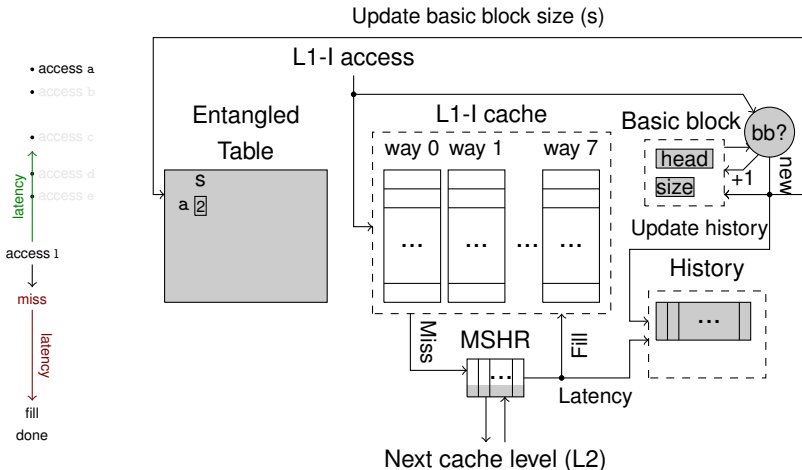 Update basic block size (s)
access a
access b
access c
access d
access e
latency
access l
miss
latency
fill
done
L1-I access
Entangled
Table
s
a 2
L1-I cache
way 0 way 1 way 7
... ... ... ...
Miss
Fill
MSHR
...
Latency
Next cache level (L2)
Basic block
head
size
bb?
+1
new
Update history
History
...